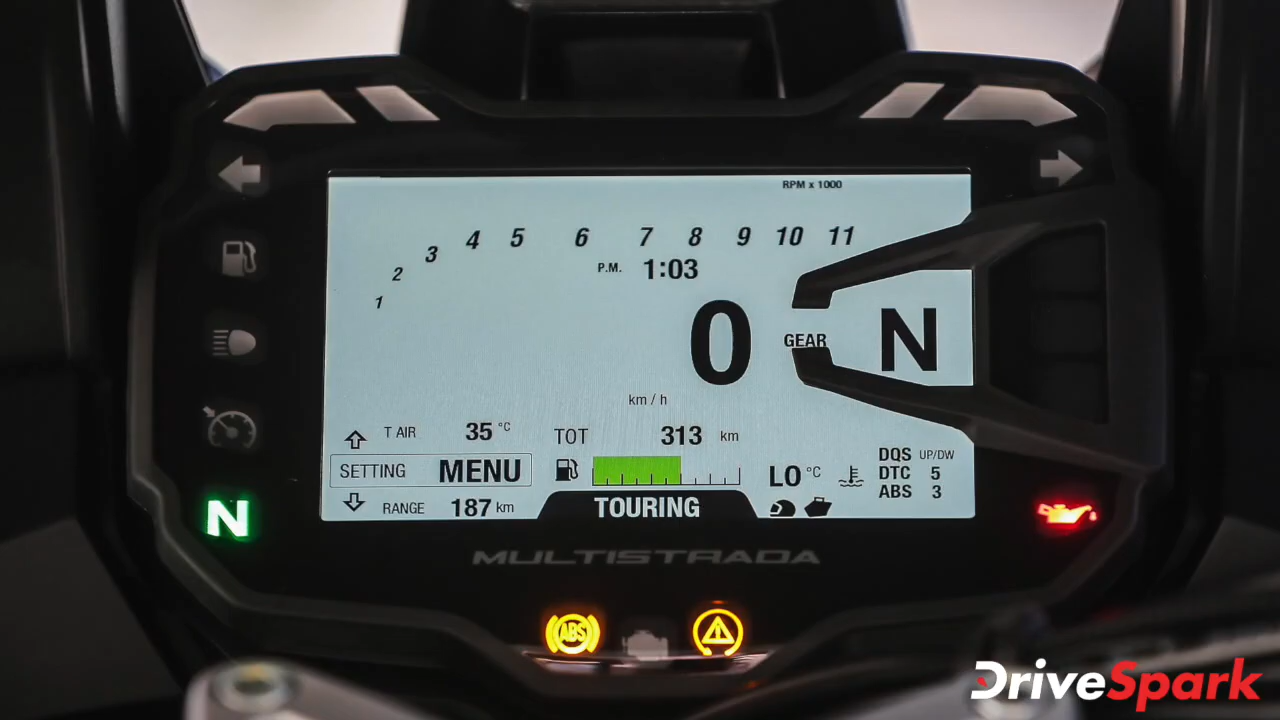 RPM x 1000
1 2 3 4 5 6 7 8 9 10 11
P.M. 1:03
0
GEAR N
km / h
T AIR 35 °C
TOT 313 km
SETTING MENU
LO °C
DQS UP/DW
DTC 5
ABS 3
RANGE 187 km
TOURING
N
MULTISTRADA
ABS
DriveSpark